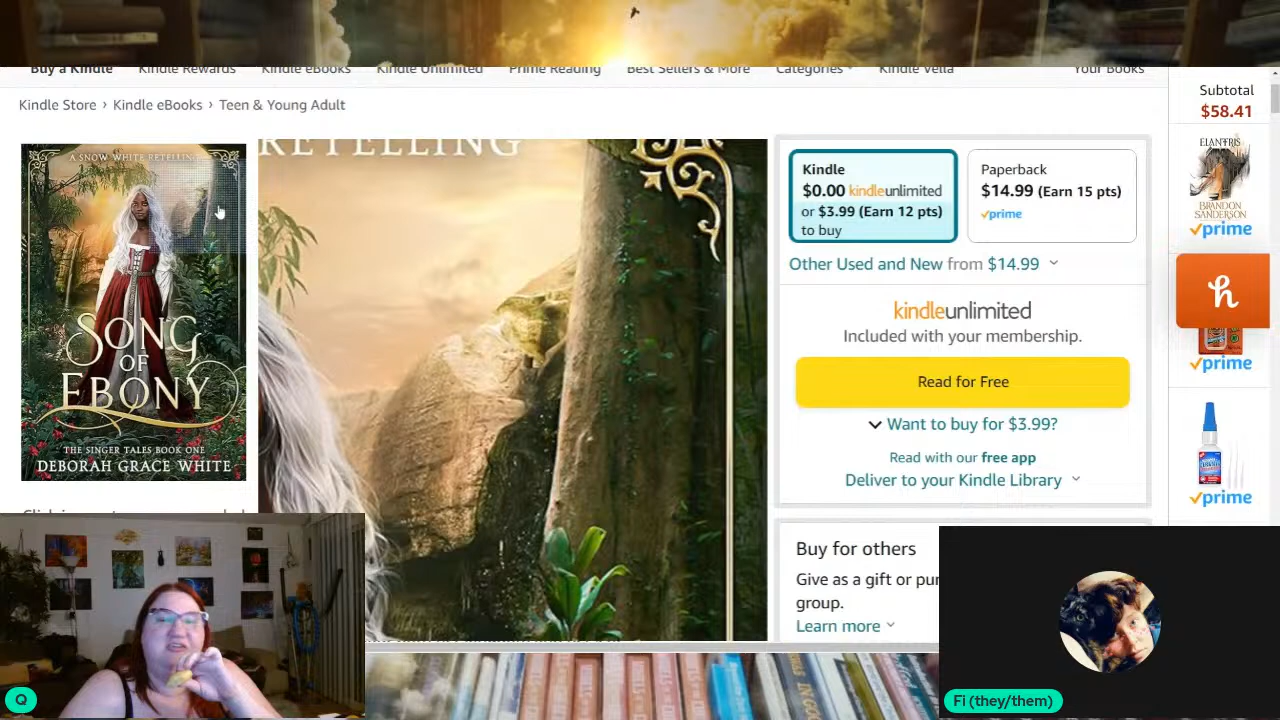 Buy a Kindle Kindle Rewards Kindle eBooks Kindle Unlimited Prime Reading Best Sellers & More Categories Kindle Vella Your Books
Kindle Store › Kindle eBooks › Teen & Young Adult
Subtotal
$58.41
A SNOW WHITE RETELLING
SONG
OF
EBONY
THE SINGER TALES BOOK ONE
DEBORAH GRACE WHITE
RETELLING
Kindle
$0.00 kindleunlimited
or $3.99 (Earn 12 pts)
to buy
Paperback
$14.99 (Earn 15 pts)
prime
Other Used and New from $14.99
kindleunlimited
Included with your membership.
Read for Free
Want to buy for $3.99?
Read with our free app
Deliver to your Kindle Library
Buy for others
Give as a gift or pur
group.
Learn more
ELANTRIS
BRANDON
SANDERSON
prime
h
prime
prime
Q
Fi (they/them)